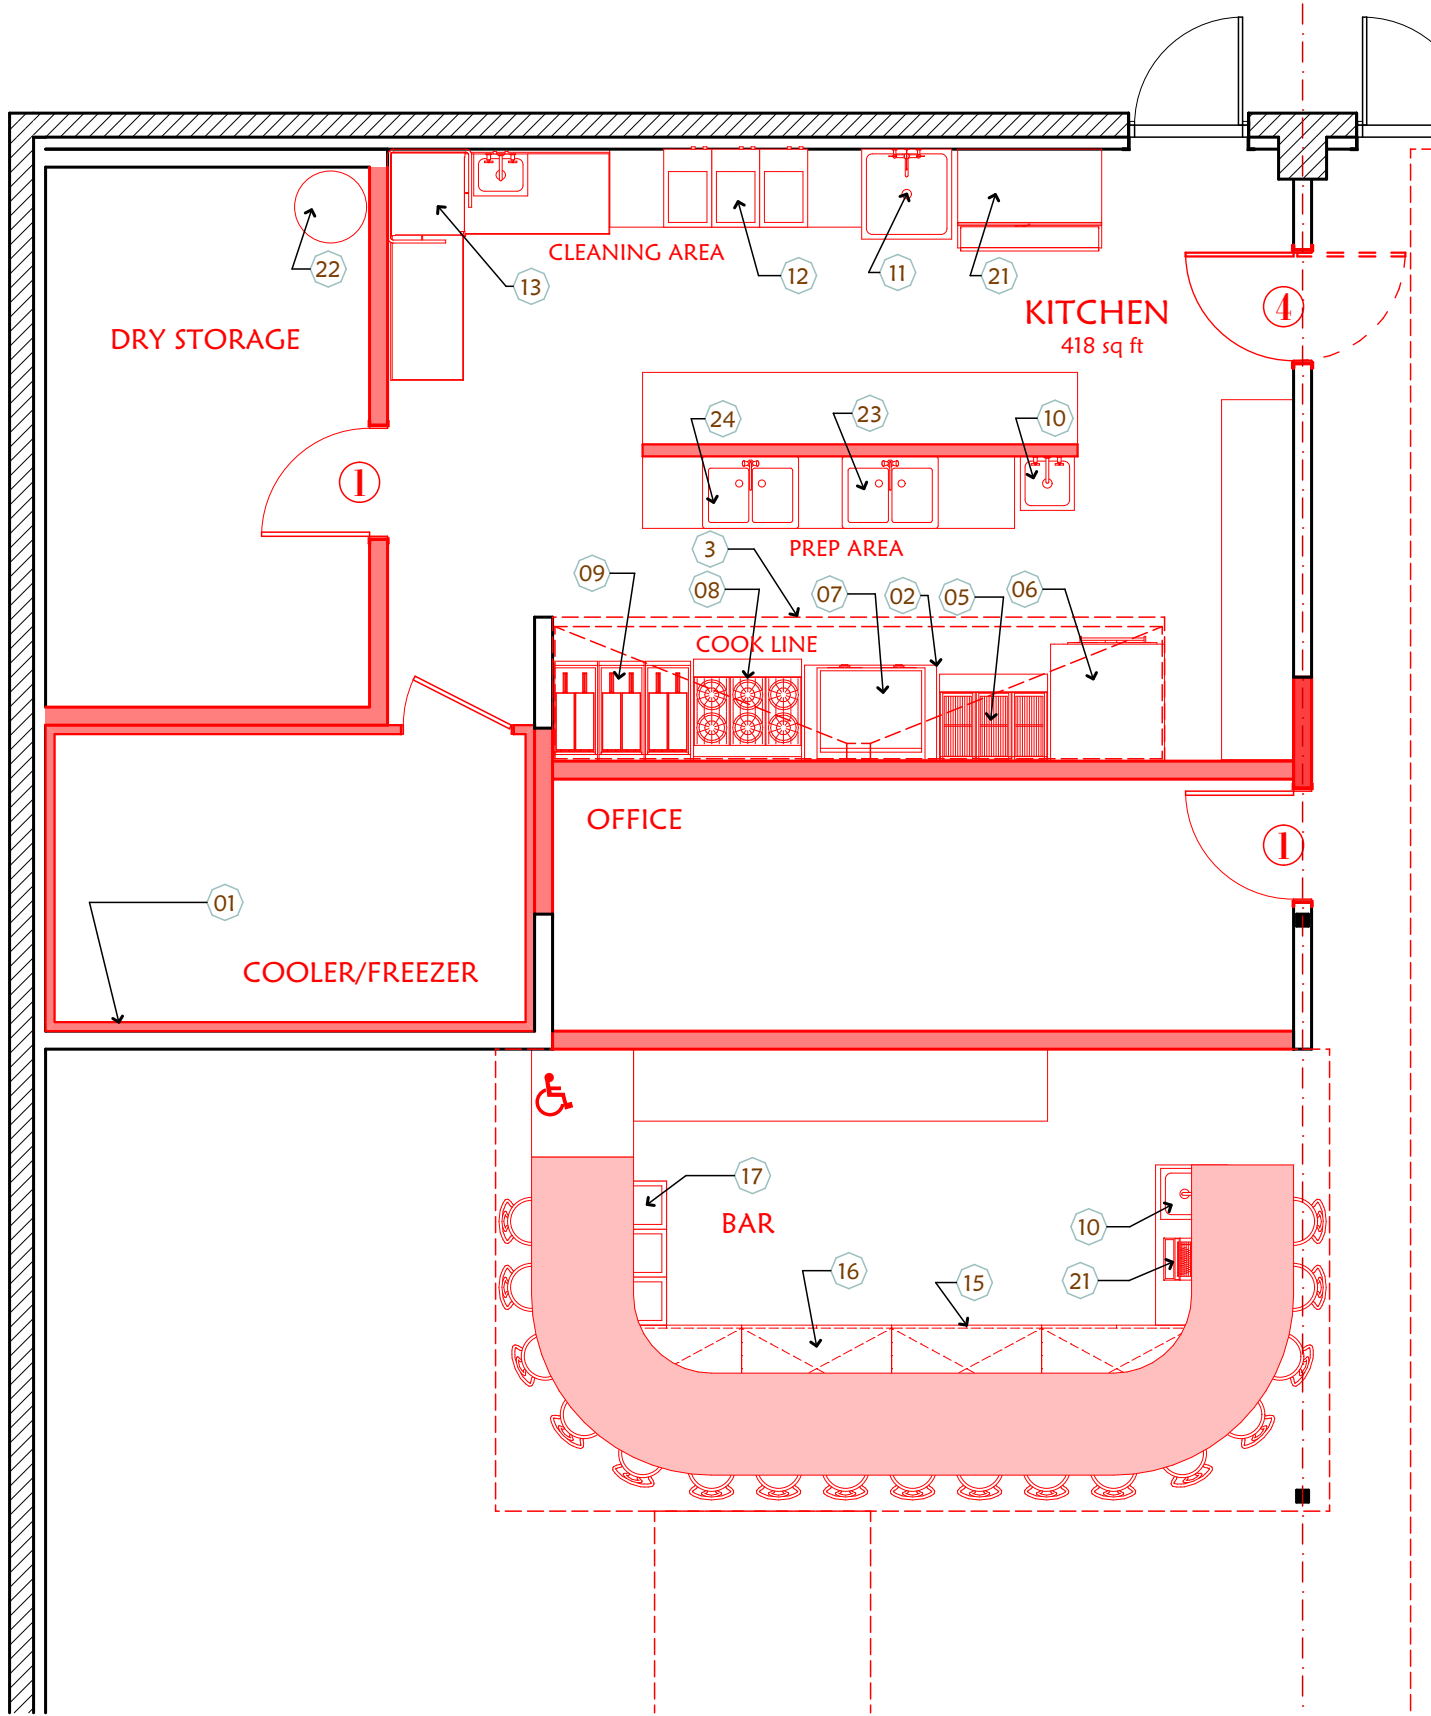 CLEANING AREA
22
13
12
11
21
KITCHEN
418 sq ft
4
DRY STORAGE
24
23
10
1
PREP AREA
3
09
08
07
02
05
06
COOK LINE
OFFICE
1
01
COOLER/FREEZER
17
BAR
10
16
15
21